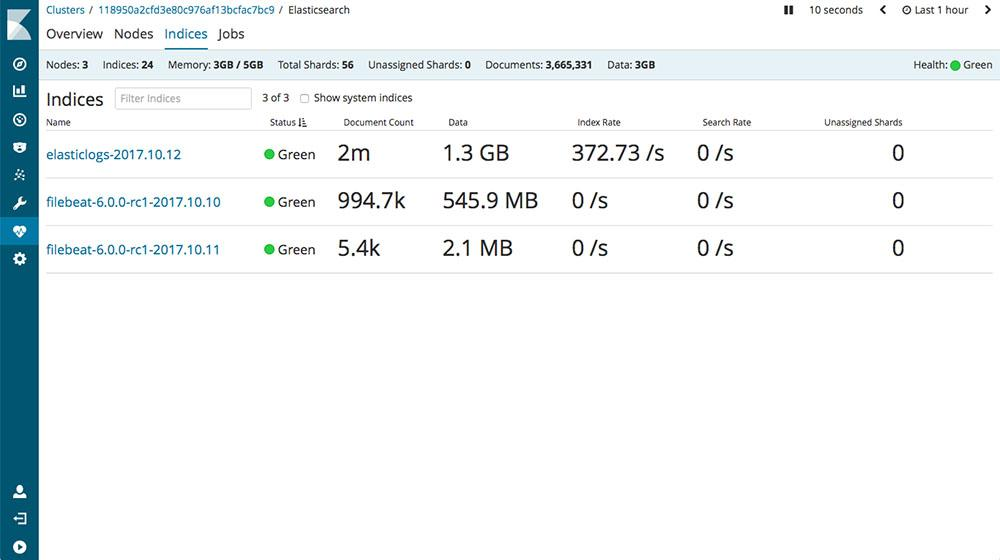 Clusters / 118950a2cfd3e80c976af13bcfac7bc9 / Elasticsearch 10 seconds Last 1 hour
Overview Nodes Indices Jobs
Nodes: 3 Indices: 24 Memory: 3GB / 5GB Total Shards: 56 Unassigned Shards: 0 Documents: 3,665,331 Data: 3GB Health: Green
Indices Filter Indices 3 of 3 Show system indices
Name Status Document Count Data Index Rate Search Rate Unassigned Shards
elasticlogs-2017.10.12 Green 2m 1.3 GB 372.73 /s 0 /s 0
filebeat-6.0.0-rc1-2017.10.10 Green 994.7k 545.9 MB 0 /s 0 /s 0
filebeat-6.0.0-rc1-2017.10.11 Green 5.4k 2.1 MB 0 /s 0 /s 0